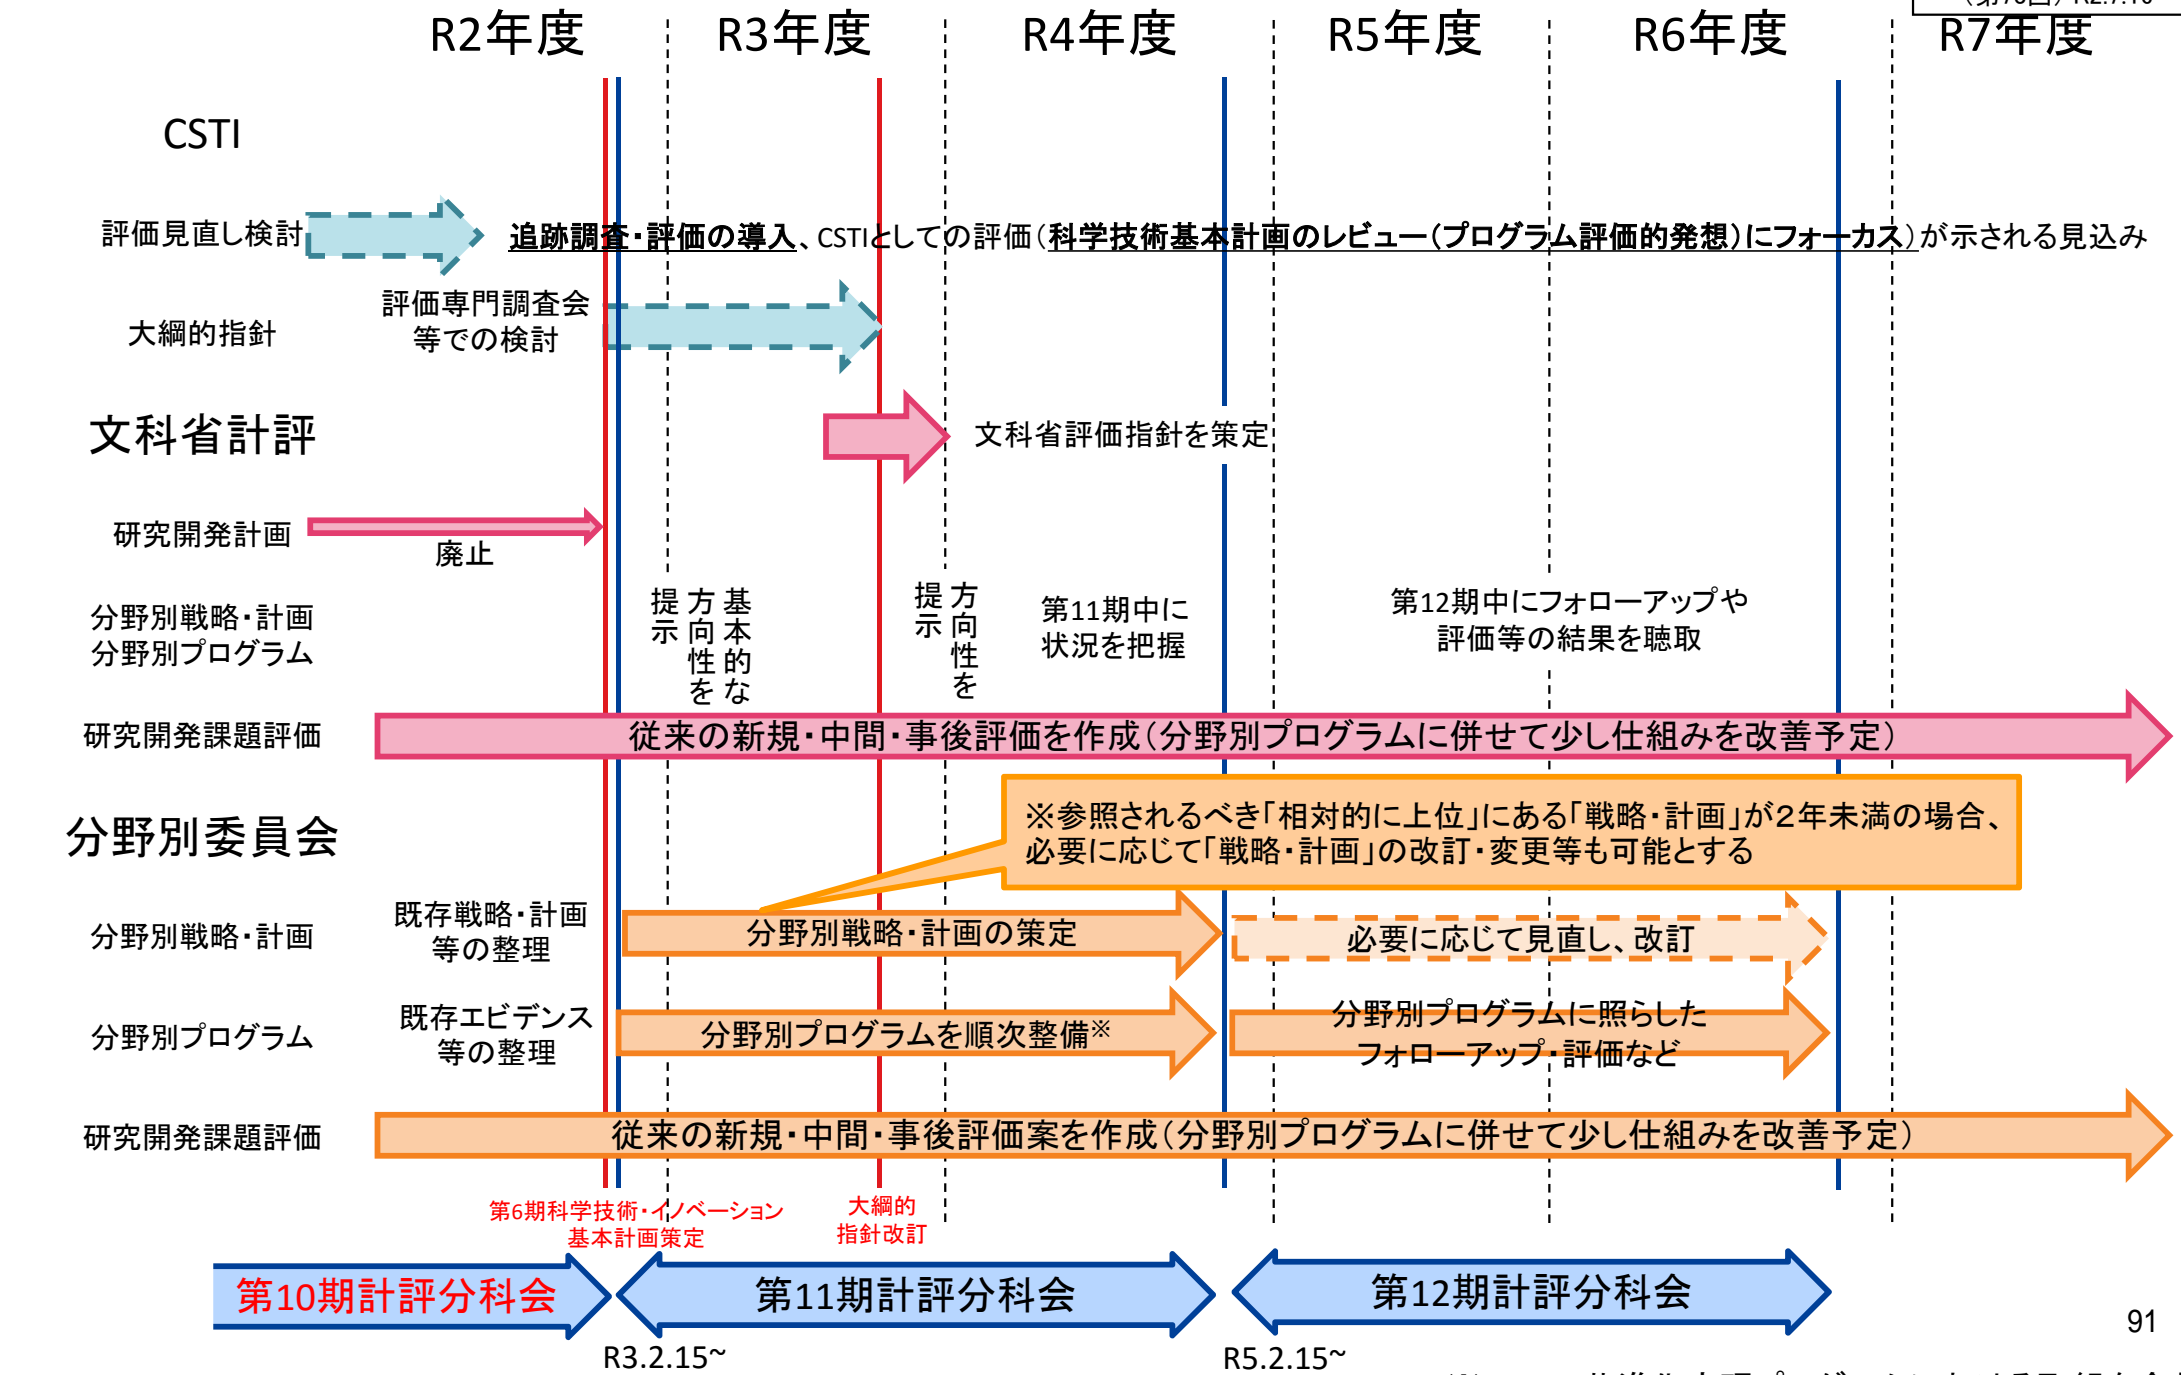 R2年度
R3年度
R4年度
R5年度
R6年度
R7年度
CSTI
評価見直し検討
追跡調査・評価の導入、CSTIとしての評価（科学技術基本計画のレビュー（プログラム評価的発想）にフォーカス）が示される見込み
大綱的指針
評価専門調査会
等での検討
文科省計評
文科省評価指針を策定
研究開発計画
廃止
分野別戦略・計画
分野別プログラム
基本的な
方向性を
提示
方向性を
提示
第11期中に
状況を把握
第12期中にフォローアップや
評価等の結果を聴取
研究開発課題評価
従来の新規・中間・事後評価を作成（分野別プログラムに併せて少し仕組みを改善予定）
※参照されるべき「相対的に上位」にある「戦略・計画」が２年未満の場合、
必要に応じて「戦略・計画」の改訂・変更等も可能とする
分野別委員会
分野別戦略・計画
既存戦略・計画
等の整理
分野別戦略・計画の策定
必要に応じて見直し、改訂
分野別プログラム
既存エビデンス
等の整理
分野別プログラムを順次整備※
分野別プログラムに照らした
フォローアップ・評価など
研究開発課題評価
従来の新規・中間・事後評価案を作成（分野別プログラムに併せて少し仕組みを改善予定）
第6期科学技術・イノベーション
基本計画策定
大綱的
指針改訂
第10期計評分科会
第11期計評分科会
第12期計評分科会
R3.2.15~
R5.2.15~
91